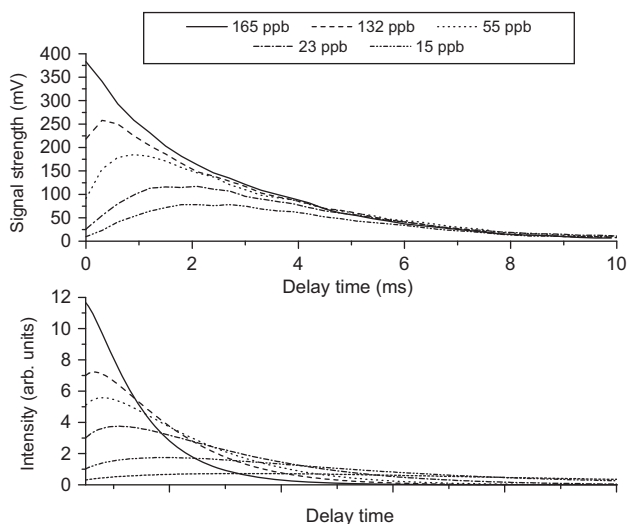 165 ppb 132 ppb 55 ppb
23 ppb 15 ppb
400
350
300
250
200
150
100
50
0
Signal strength (mV)
0 2 4 6 8 10
Delay time (ms)
12
10
8
6
4
2
0
Intensity (arb. units)
Delay time